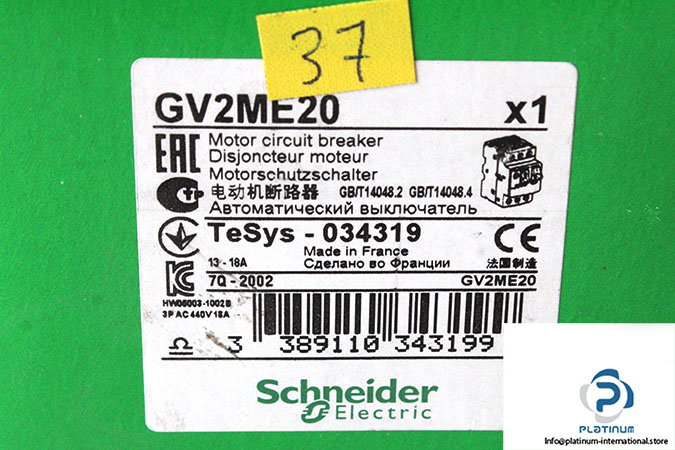 37
GV2ME20 x1
EAC Motor circuit breaker
Disjoncteur moteur
Motorschutzschalter
电动机断路器 GB/T14048.2 GB/T14048.4
Автоматический выключатель
TeSys - 034319 CE
Made in France
13 - 18A Сделано во Франции 法国制造
7Q - 2002 GV2ME20
HW06003-1002B
3P AC 440V 18A
3 389110 343199
Schneider
Electric
PLATINUM
Info@platinum-international.store